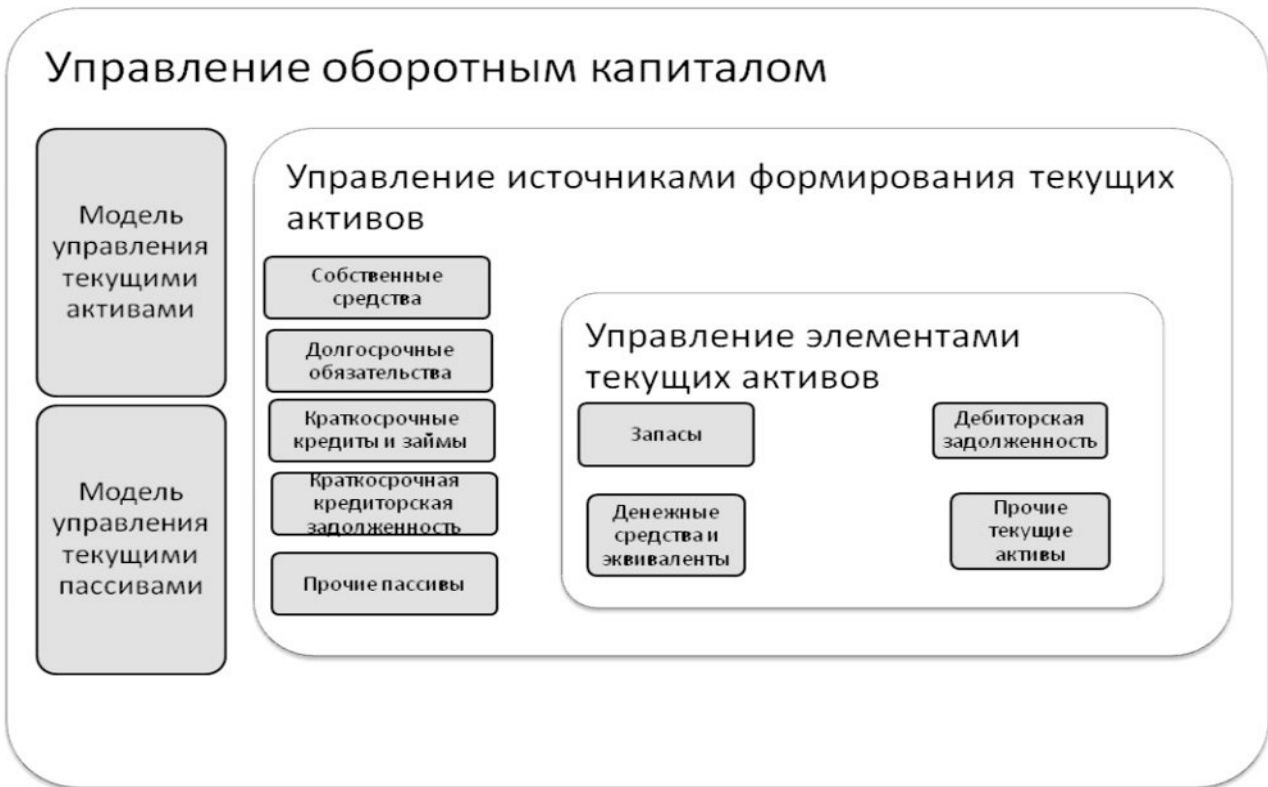 Управление оборотным капиталом
Модель
управления
текущими
активами
Модель
управления
текущими
пассивами
Управление источниками формирования текущих
активов
Собственные
средства
Долгосрочные
обязательства
Краткосрочные
кредиты и займы
Краткосрочная
кредиторская
задолженность
Прочие пассивы
Управление элементами
текущих активов
Запасы
Дебиторская
задолженность
Денежные
средства и
эквиваленты
Прочие
текущие
активы